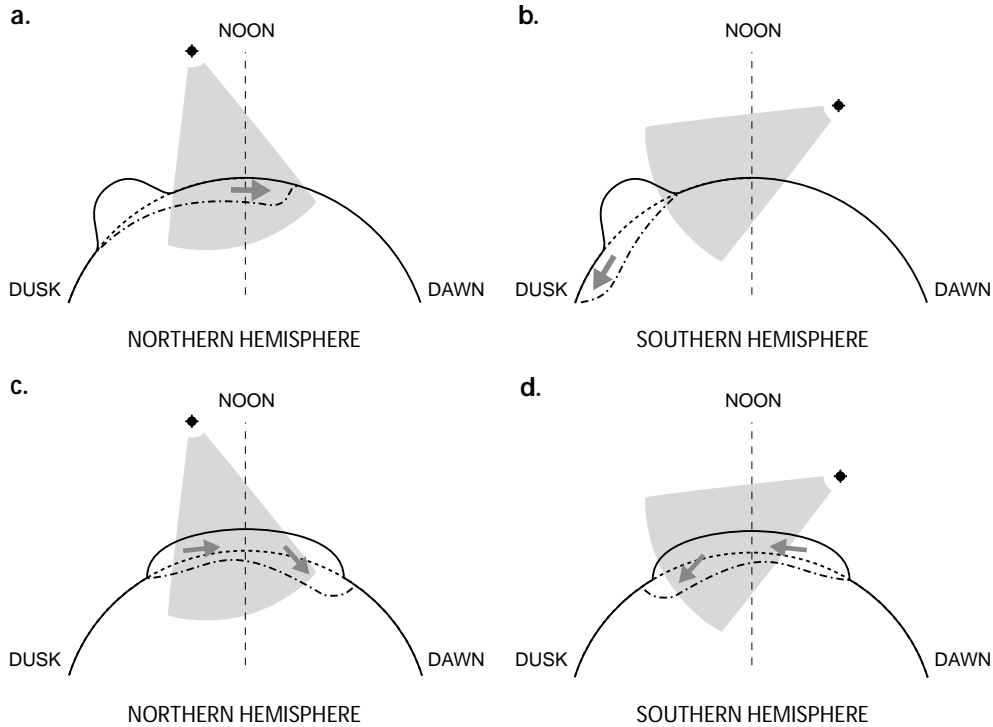 a.
NOON
DUSK
DAWN
NORTHERN HEMISPHERE
b.
NOON
DUSK
DAWN
SOUTHERN HEMISPHERE
c.
NOON
DUSK
DAWN
NORTHERN HEMISPHERE
d.
NOON
DUSK
DAWN
SOUTHERN HEMISPHERE